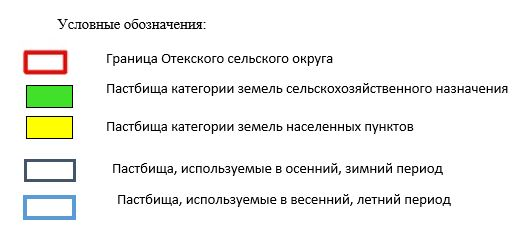 Условные обозначения:
Граница Отекского сельского округа
Пастбища категории земель сельскохозяйственного назначения
Пастбища категории земель населенных пунктов
Пастбища, используемые в осенний, зимний период
Пастбища, используемые в весенний, летний период